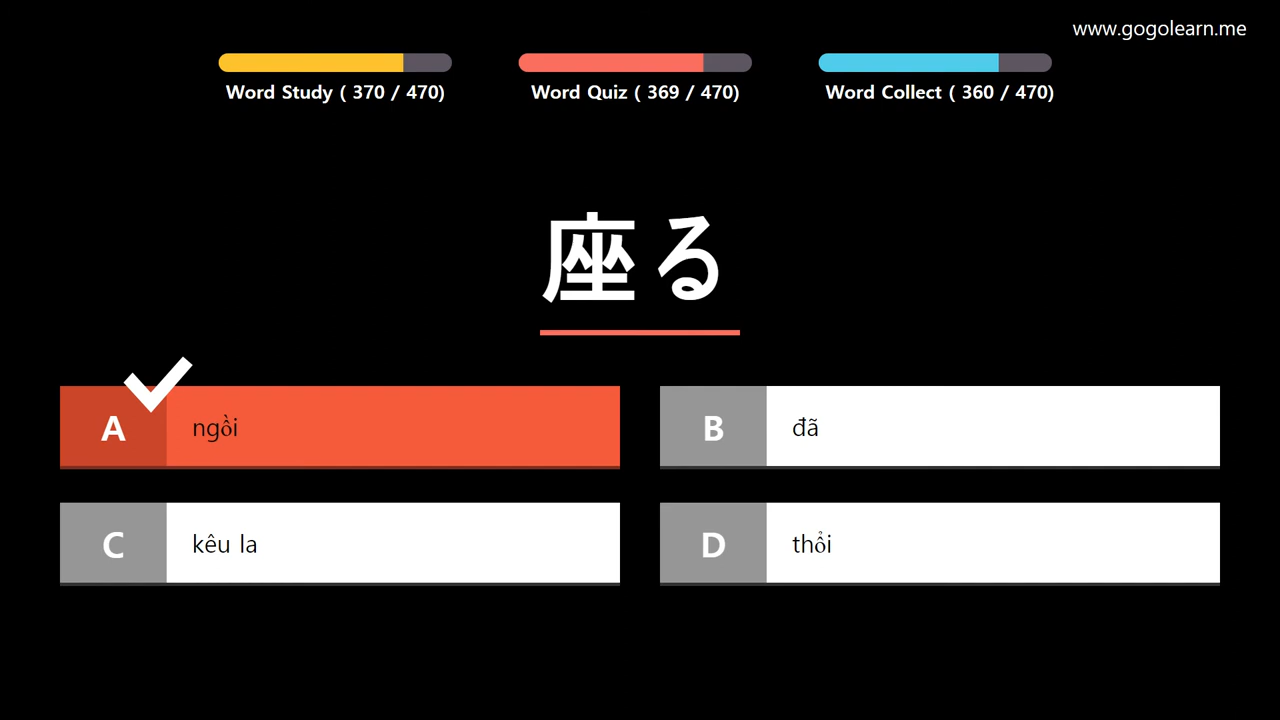 www.gogolearn.me
Word Study ( 370 / 470)
Word Quiz ( 369 / 470)
Word Collect ( 360 / 470)
座る
A ngồi
B đã
C kêu la
D thổi